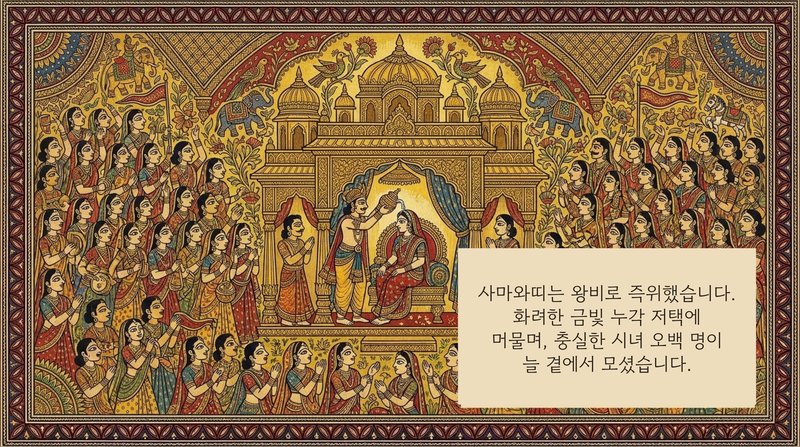 사마와띠는 왕비로 즉위했습니다.
화려한 금빛 누각 저택에
머물며, 충실한 시녀 오백 명이
늘 곁에서 모셨습니다.